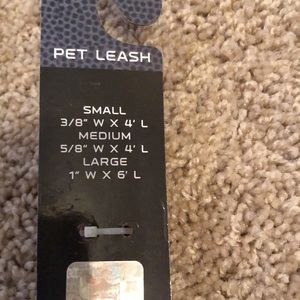 PET LEASH
SMALL
3/8" W X 4' L
MEDIUM
5/8" W X 4' L
LARGE
1" W X 6' L